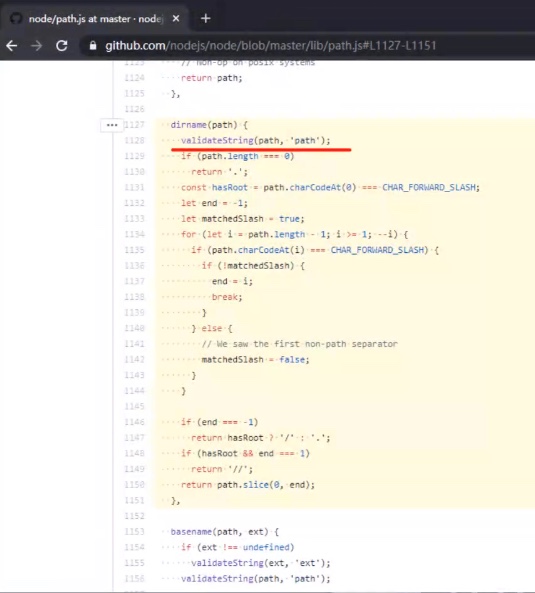 node/path.js at master · nodej
github.com/nodejs/node/blob/master/lib/path.js#L1127-L1151
1123 // Non-op on posix systems
1124 return path;
1125 },
1126
1127 dirname(path) {
1128 validateString(path, 'path');
1129 if (path.length === 0)
1130 return '.';
1131 const hasRoot = path.charCodeAt(0) === CHAR_FORWARD_SLASH;
1132 let end = -1;
1133 let matchedSlash = true;
1134 for (let i = path.length - 1; i >= 1; --i) {
1135 if (path.charCodeAt(i) === CHAR_FORWARD_SLASH) {
1136 if (!matchedSlash) {
1137 end = i;
1138 break;
1139 }
1140 } else {
1141 // We saw the first non-path separator
1142 matchedSlash = false;
1143 }
1144 }
1145
1146 if (end === -1)
1147 return hasRoot ? '/' : '.';
1148 if (hasRoot && end === 1)
1149 return '//';
1150 return path.slice(0, end);
1151 },
1152
1153 basename(path, ext) {
1154 if (ext !== undefined)
1155 validateString(ext, 'ext');
1156 validateString(path, 'path');